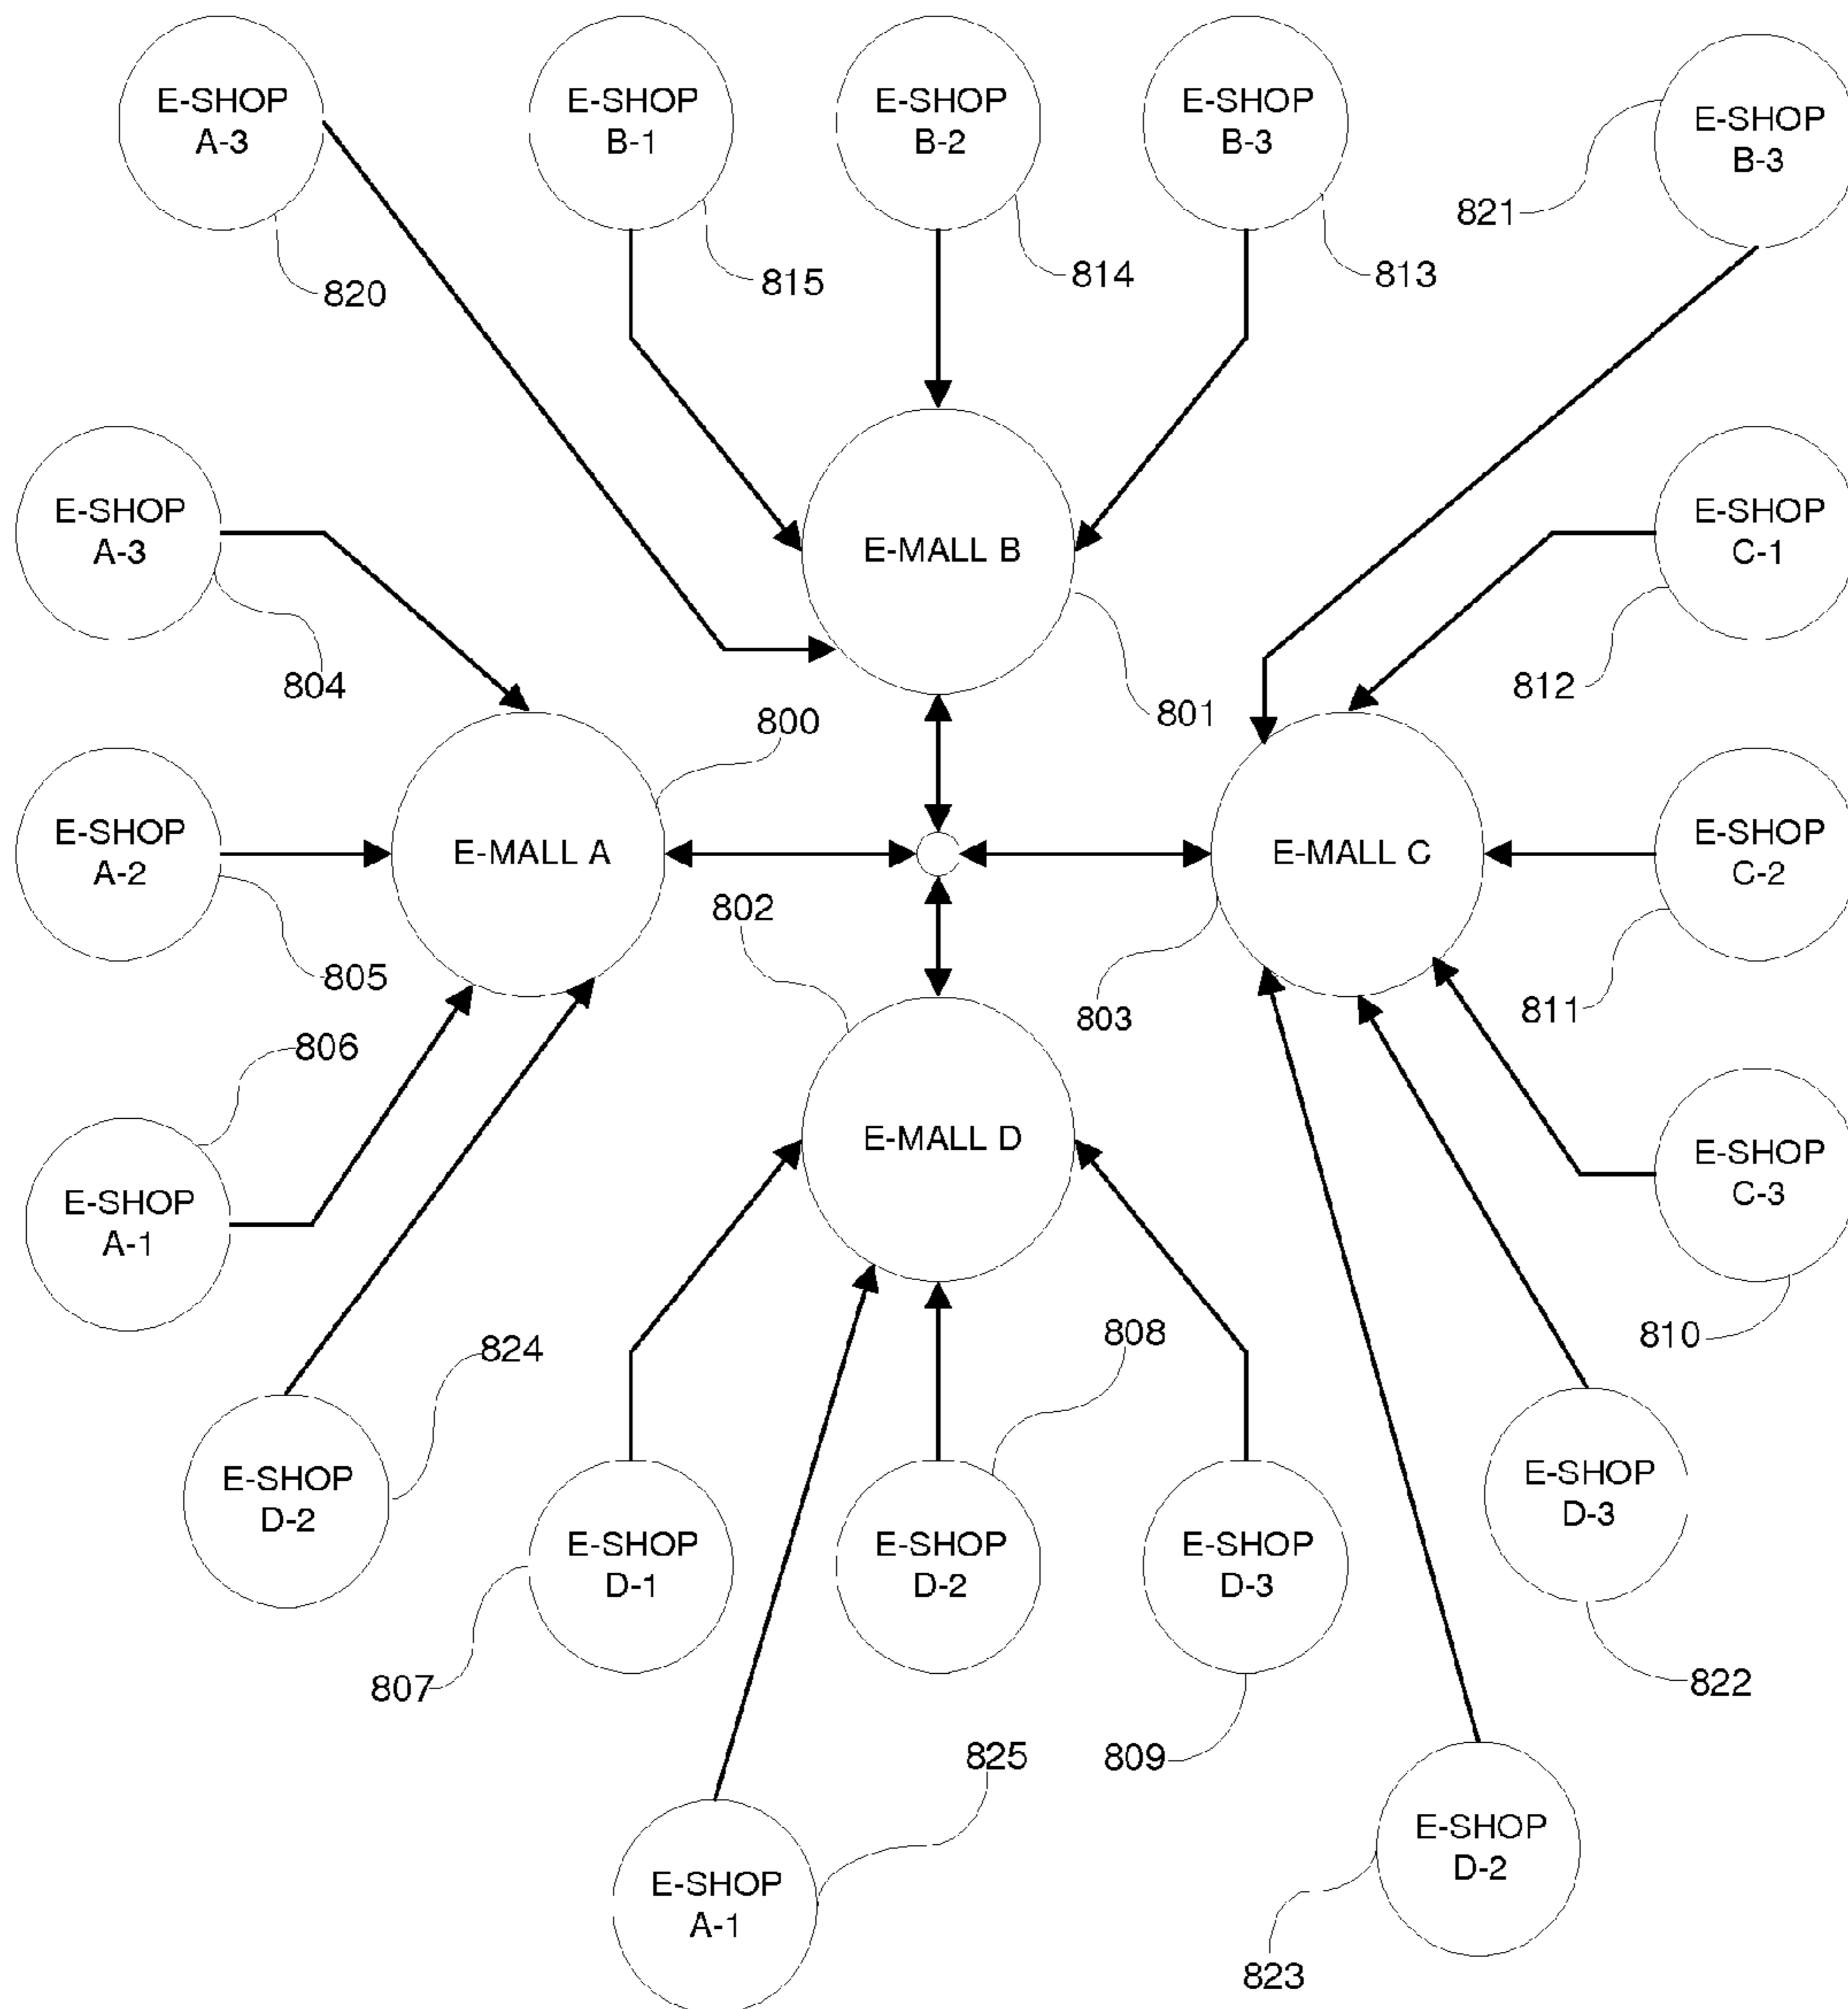 E-SHOP
A-3
E-SHOP
B-1
E-SHOP
B-2
E-SHOP
B-3
E-SHOP
B-3
820
815
814
813
821
E-SHOP
A-3
E-MALL B
E-SHOP
C-1
804
800
801
812
E-SHOP
A-2
E-MALL A
E-MALL C
E-SHOP
C-2
805
802
803
811
806
E-MALL D
E-SHOP
C-3
E-SHOP
A-1
824
808
810
E-SHOP
D-2
E-SHOP
D-1
E-SHOP
D-2
E-SHOP
D-3
E-SHOP
D-3
807
825
809
822
E-SHOP
A-1
E-SHOP
D-2
823